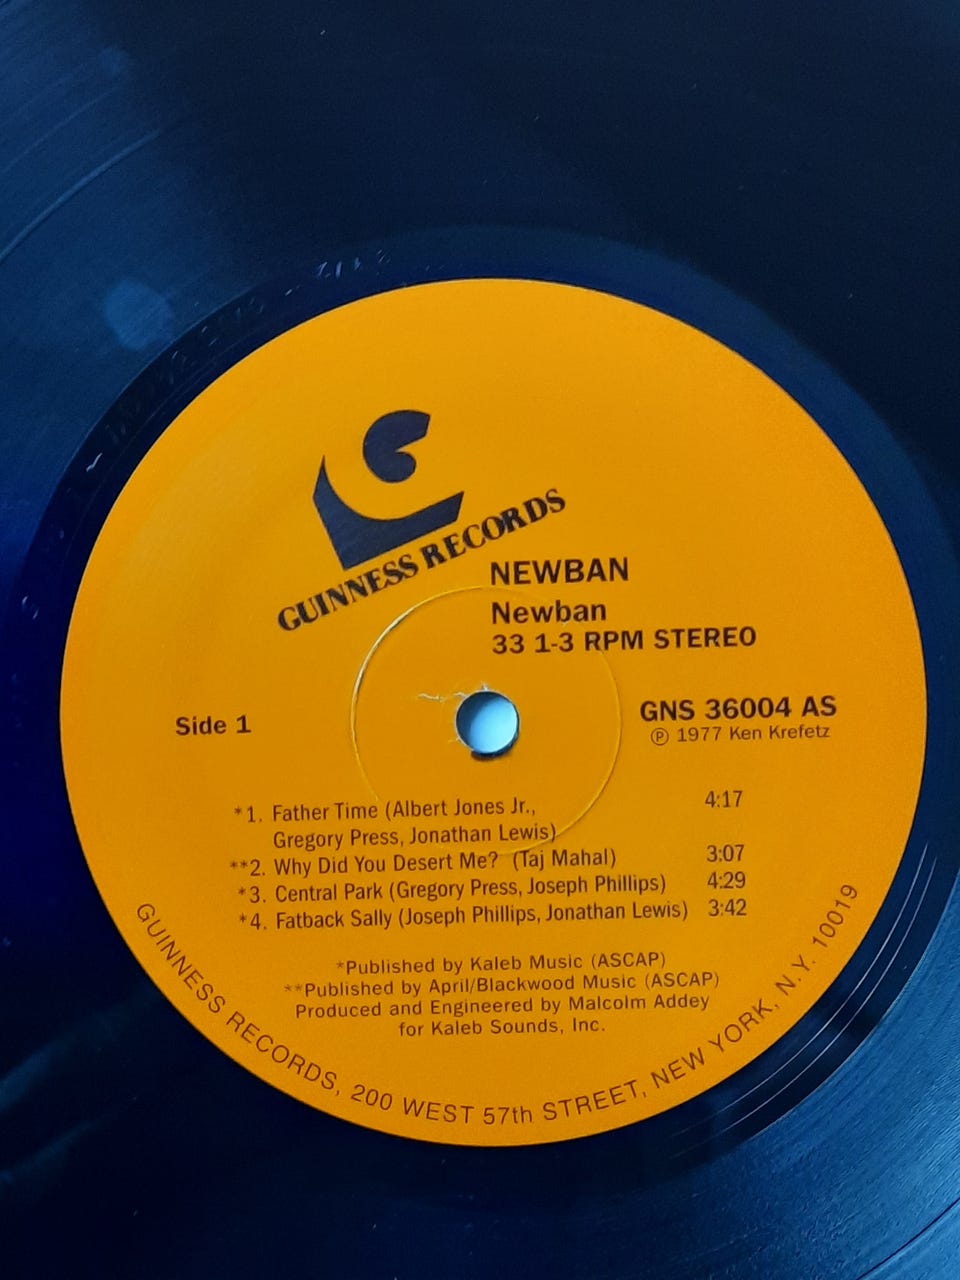 GUINNESS RECORDS
NEWBAN
Newban
33 1-3 RPM STEREO
Side 1
GNS 36004 AS
℗ 1977 Ken Krefetz
*1. Father Time (Albert Jones Jr., 4:17
Gregory Press, Jonathan Lewis)
**2. Why Did You Desert Me? (Taj Mahal) 3:07
*3. Central Park (Gregory Press, Joseph Phillips) 4:29
*4. Fatback Sally (Joseph Phillips, Jonathan Lewis) 3:42
*Published by Kaleb Music (ASCAP)
**Published by April/Blackwood Music (ASCAP)
Produced and Engineered by Malcolm Addey
for Kaleb Sounds, Inc.
GUINNESS RECORDS, 200 WEST 57th STREET, NEW YORK, N.Y. 10019